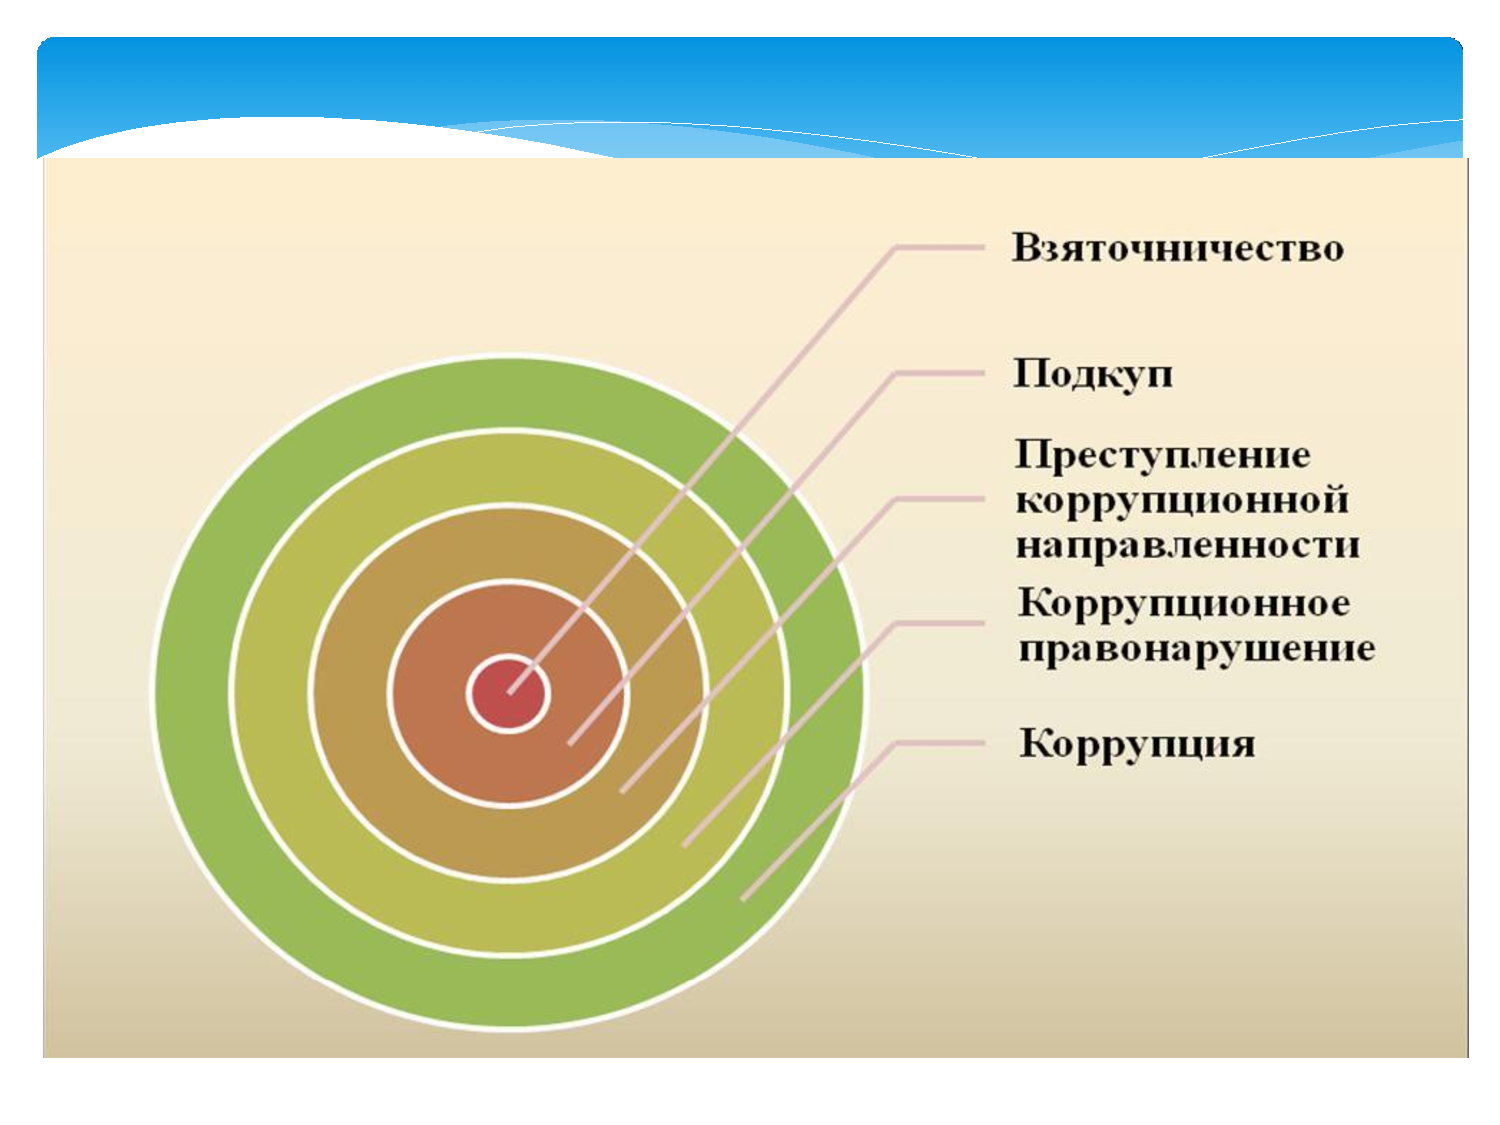 Взяточничество
Подкуп
Преступление
коррупционной
направленности
Коррупционное
правонарушение
Коррупция